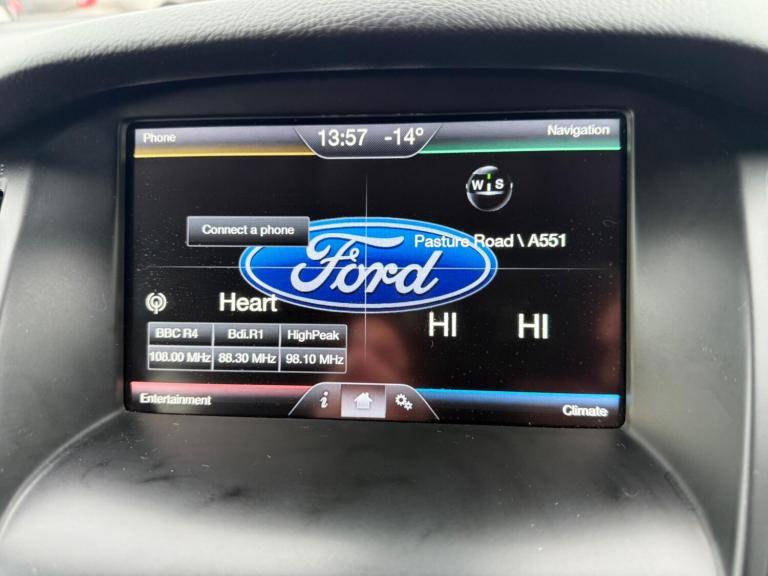 Phone
13:57 -14°
Navigation
W S
Connect a phone
Pasture Road \ A551
Ford
Heart
HI HI
BBC R4 Bdi.R1 HighPeak
108.00 MHz 88.30 MHz 98.10 MHz
Entertainment
i
Climate